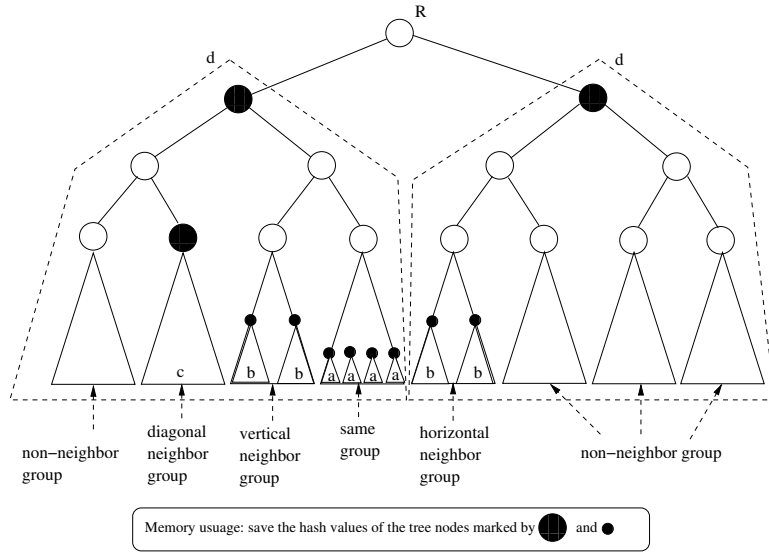 R
d
d
c
b
b
a
a
a
a
b
b
non-neighbor
group
diagonal
neighbor
group
vertical
neighbor
group
same
group
horizontal
neighbor
group
non-neighbor group
Memory usuage: save the hash values of the tree nodes marked by and